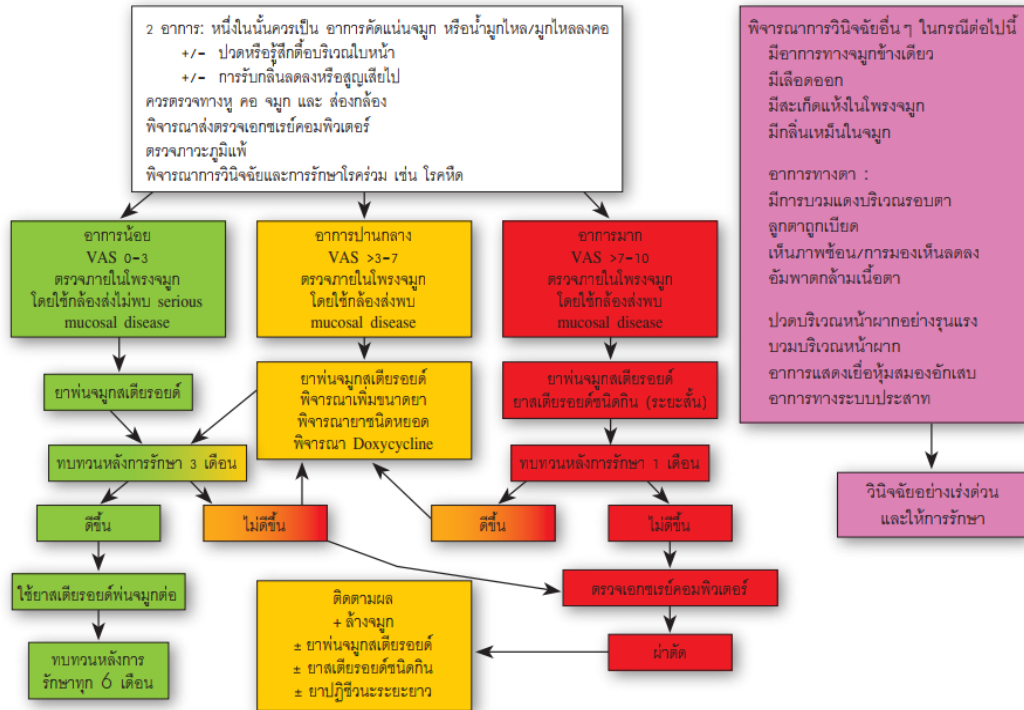 2 อาการ: หนึ่งในนั้นควรเป็น อาการคัดแน่นจมูก หรือน้ำมูกไหล/มูกไหลลงคอ
+/- ปวดหรือรู้สึกตื้อบริเวณใบหน้า
+/- การรับกลิ่นลดลงหรือสูญเสียไป
ควรตรวจทางหู คอ จมูก และ ส่องกล้อง
พิจารณาส่งตรวจเอกซเรย์คอมพิวเตอร์
ตรวจภาวะภูมิแพ้
พิจารณาการวินิจฉัยและการรักษาโรคร่วม เช่น โรคหืด
อาการน้อย
VAS 0-3
ตรวจภายในโพรงจมูก
โดยใช้กล้องส่งไม่พบ serious
mucosal disease
อาการปานกลาง
VAS >3-7
ตรวจภายในโพรงจมูก
โดยใช้กล้องส่งพบ
mucosal disease
อาการมาก
VAS >7-10
ตรวจภายในโพรงจมูก
โดยใช้กล้องส่งพบ
mucosal disease
ยาพ่นจมูกสเตียรอยด์
ยาพ่นจมูกสเตียรอยด์
พิจารณาเพิ่มขนาดยา
พิจารณายาชนิดหยอด
พิจารณา Doxycycline
ยาพ่นจมูกสเตียรอยด์
ยาสเตียรอยด์ชนิดกิน (ระยะสั้น)
ทบทวนหลังการรักษา 3 เดือน
ทบทวนหลังการรักษา 1 เดือน
ดีขึ้น
ไม่ดีขึ้น
ดีขึ้น
ไม่ดีขึ้น
ใช้ยาสเตียรอยด์พ่นจมูกต่อ
ตรวจเอกซเรย์คอมพิวเตอร์
ทบทวนหลังการ
รักษาทุก 6 เดือน
ติดตามผล
+ ล้างจมูก
± ยาพ่นจมูกสเตียรอยด์
± ยาสเตียรอยด์ชนิดกิน
± ยาปฏิชีวนะระยะยาว
ผ่าตัด
พิจารณาการวินิจฉัยอื่นๆ ในกรณีต่อไปนี้
มีอาการทางจมูกข้างเดียว
มีเลือดออก
มีสะเก็ดแห้งในโพรงจมูก
มีกลิ่นเหม็นในจมูก
อาการทางตา :
มีการบวมแดงบริเวณรอบตา
ลูกตาถูกเบียด
เห็นภาพซ้อน/การมองเห็นลดลง
อัมพาตกล้ามเนื้อตา
ปวดบริเวณหน้าผากอย่างรุนแรง
บวมบริเวณหน้าผาก
อาการแสดงเยื่อหุ้มสมองอักเสบ
อาการทางระบบประสาท
วินิจฉัยอย่างเร่งด่วน
และให้การรักษา